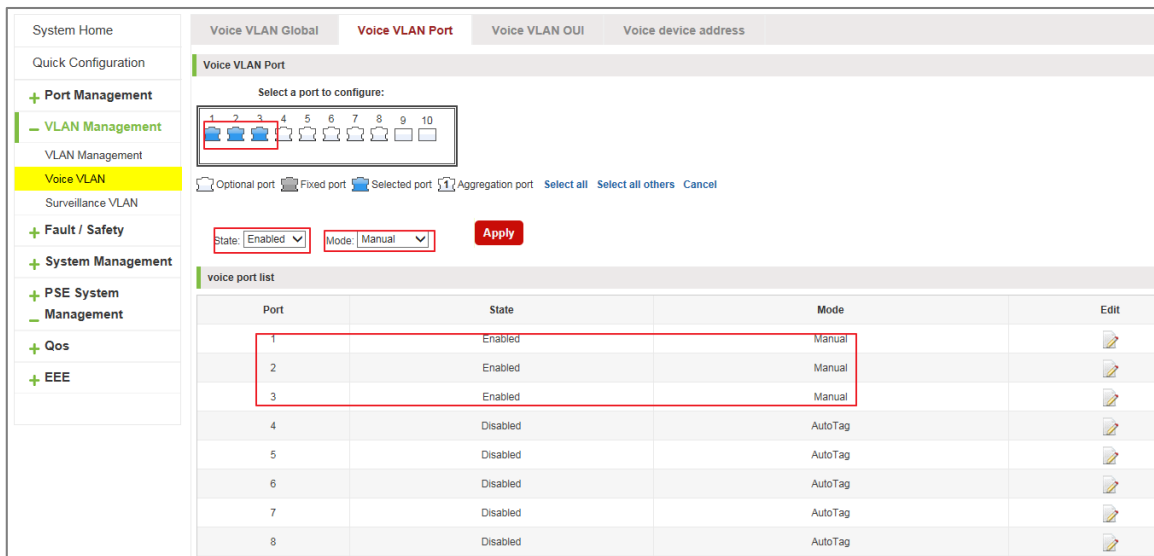 System Home
Quick Configuration
+ Port Management
– VLAN Management
VLAN Management
Voice VLAN
Surveillance VLAN
+ Fault / Safety
+ System Management
+ PSE System
– Management
+ Qos
+ EEE
Voice VLAN Global Voice VLAN Port Voice VLAN OUI Voice device address
Voice VLAN Port
Select a port to configure:
1 2 3 4 5 6 7 8 9 10
Optional port Fixed port Selected port 1 Aggregation port Select all Select all others Cancel
State: Enabled Mode: Manual Apply
voice port list
Port State Mode Edit
1 Enabled Manual
2 Enabled Manual
3 Enabled Manual
4 Disabled AutoTag
5 Disabled AutoTag
6 Disabled AutoTag
7 Disabled AutoTag
8 Disabled AutoTag